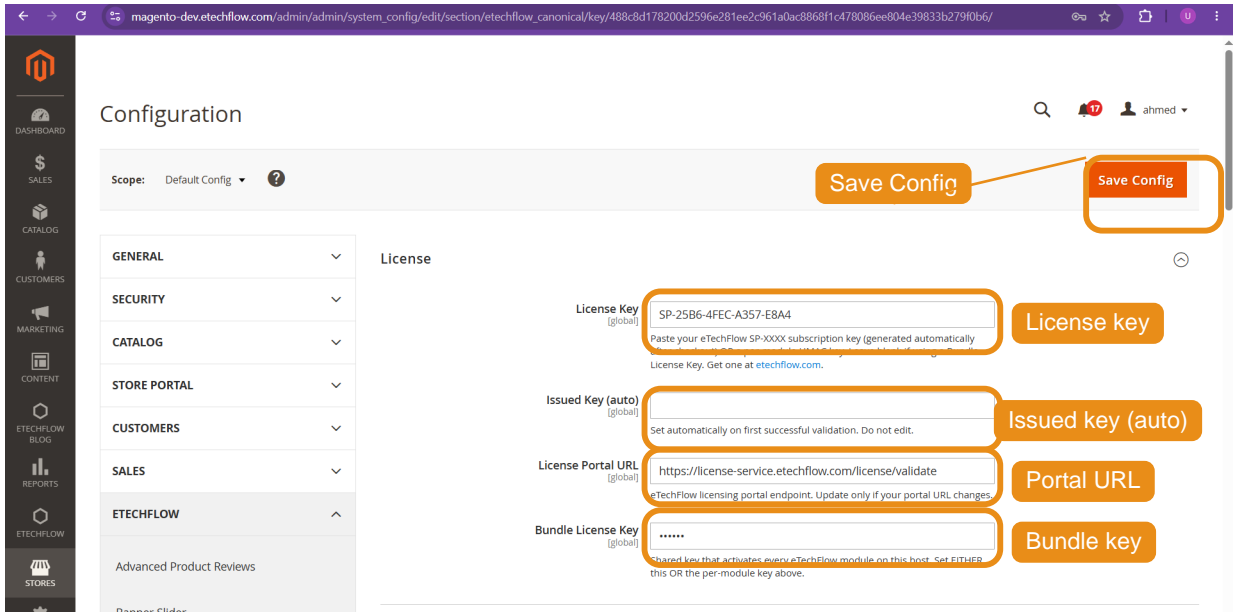 magento-dev.etechflow.com/admin/admin/system_config/edit/section/etechflow_canonical/key/488c8d178200d2596e281ee2c961a0ac8868f1c478086ee804e39833b279f0b6/
U
Configuration
17
ahmed
DASHBOARD
SALES
CATALOG
CUSTOMERS
MARKETING
CONTENT
ETECHFLOW
BLOG
REPORTS
ETECHFLOW
STORES
Scope: Default Config ?
Save Config
Save Config
GENERAL
SECURITY
CATALOG
STORE PORTAL
CUSTOMERS
SALES
ETECHFLOW
Advanced Product Reviews
Banner Slider
License
License Key
[global]
SP-25B6-4FEC-A357-E8A4
License key
Paste your eTechFlow SP-XXXX subscription key (generated automatically
License Key. Get one at etechflow.com.
Issued Key (auto)
[global]
Issued key (auto)
Set automatically on first successful validation. Do not edit.
License Portal URL
[global]
https://license-service.etechflow.com/license/validate
Portal URL
eTechFlow licensing portal endpoint. Update only if your portal URL changes.
Bundle License Key
[global]
••••••
Bundle key
Shared key that activates every eTechFlow module on this host. Set EITHER
this OR the per-module key above.